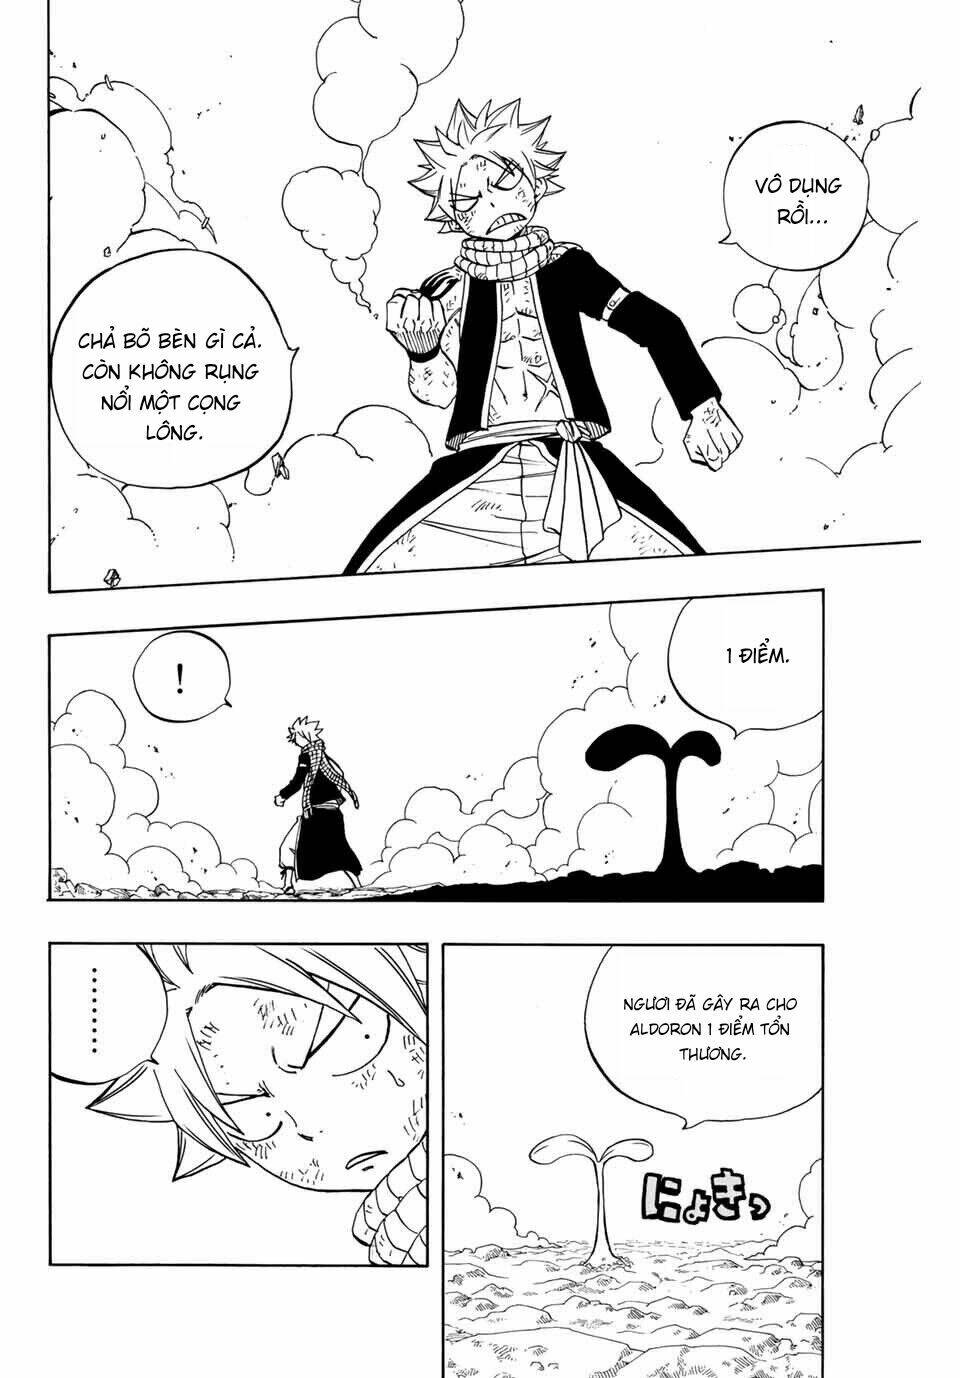 VÔ DỤNG
RỒI...
CHẢ BÕ BÈN GÌ CẢ.
CÒN KHÔNG RỤNG
NỔI MỘT CỌNG
LÔNG.
1 ĐIỂM.
!
NGƯƠI ĐÃ GÂY RA CHO
ALDORON 1 ĐIỂM TỔN
THƯƠNG.
にょきっ
.........